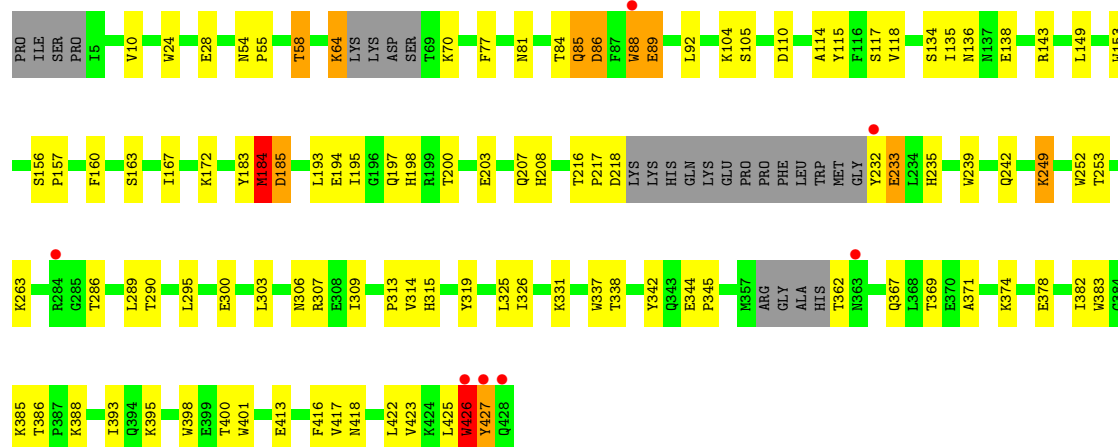 PRO ILE SER PRO I5 V10 W24 E28 N54 P55 T58 K64 LYS LYS ASP SER T69 K70 F77 N81 T84 Q85 D86 F87 W88 E89 L92 K104 S105 D110 A114 Y115 F116 S117 V118 S134 I135 N136 N137 E138 R143 L149 W153
S156 P157 F160 S163 I167 K172 Y183 M184 D185 L193 E194 I195 G196 Q197 H198 R199 T200 E203 Q207 H208 T216 P217 D218 LYS LYS HIS GLN LYS GLU PRO PRO PHE LEU TRP MET GLY Y232 E233 L234 H235 W239 Q242 K249 W252 T253
K263 R284 G285 T286 L289 T290 L295 E300 L303 N306 R307 E308 I309 P313 V314 H315 Y319 L325 I326 K331 W337 T338 Y342 Q343 E344 P345 M357 ARG GLY ALA HIS T362 N363 Q367 L368 T369 E370 A371 K374 E378 I382 W383
K385 T386 P387 K388 I393 Q394 K395 W398 E399 T400 W401 E413 F416 V417 N418 L422 V423 K424 L425 W426 Y427 Q428